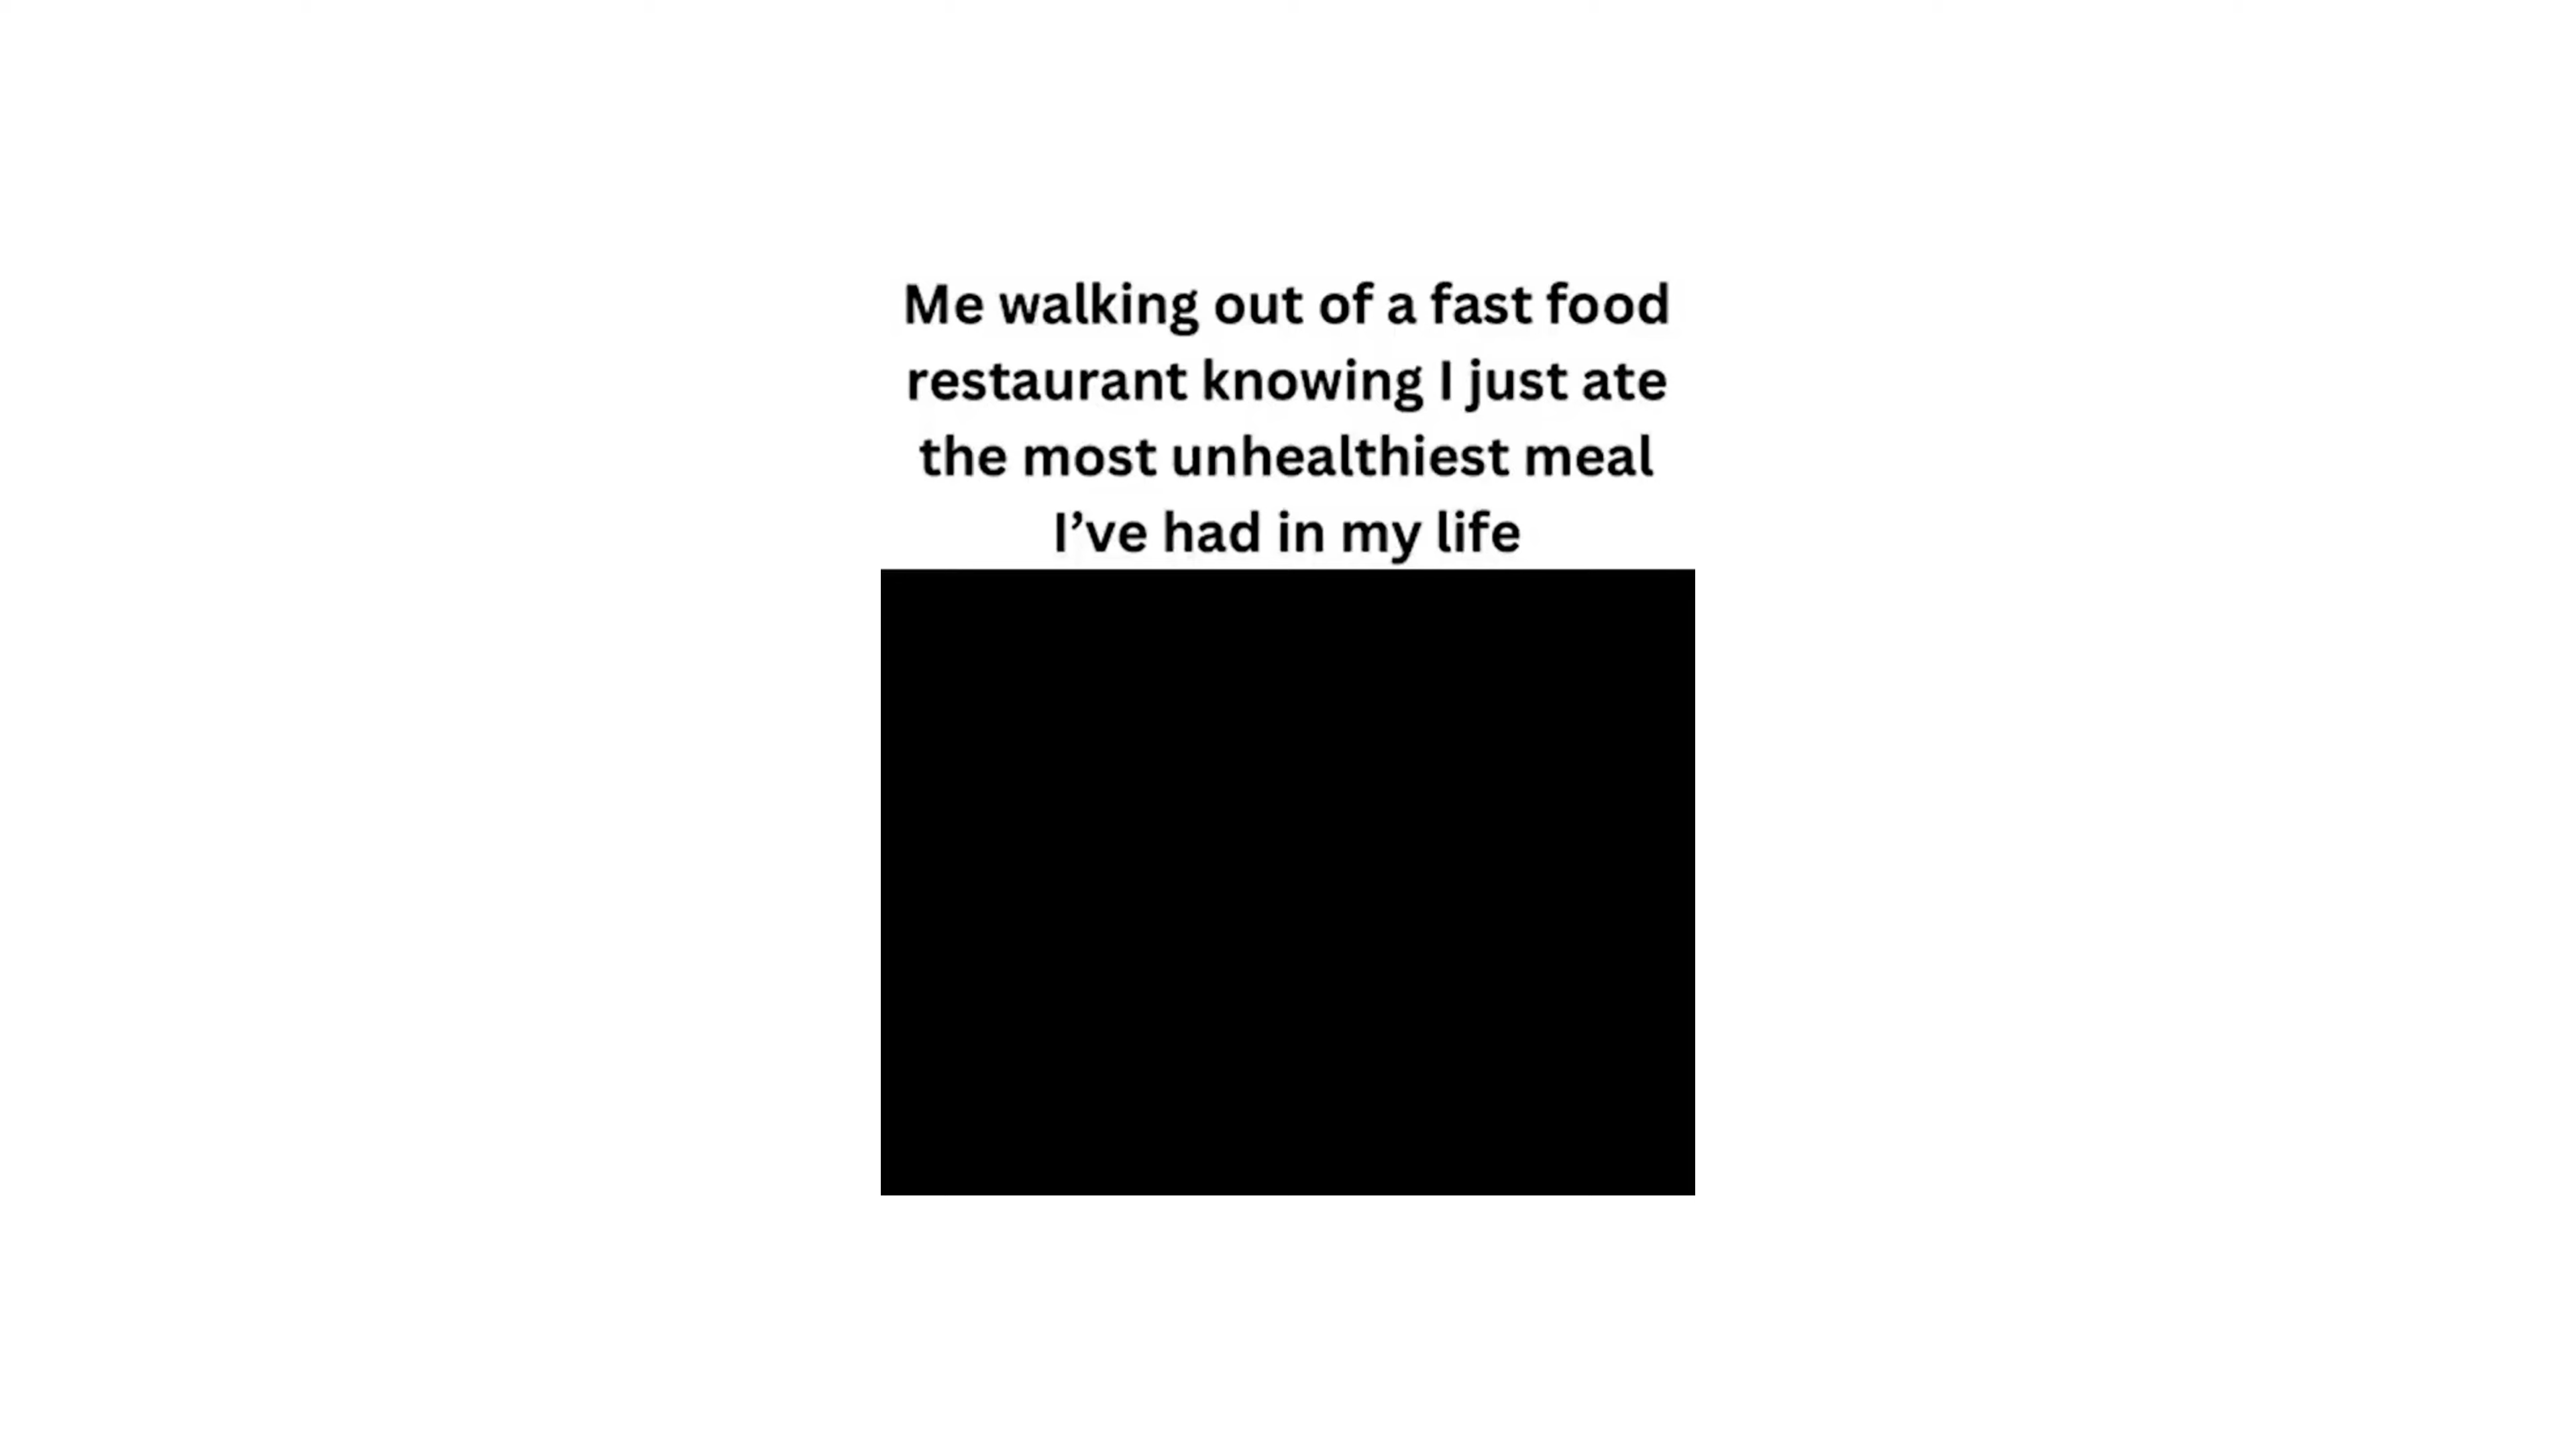 Me walking out of a fast food
restaurant knowing I just ate
the most unhealthiest meal
I’ve had in my life